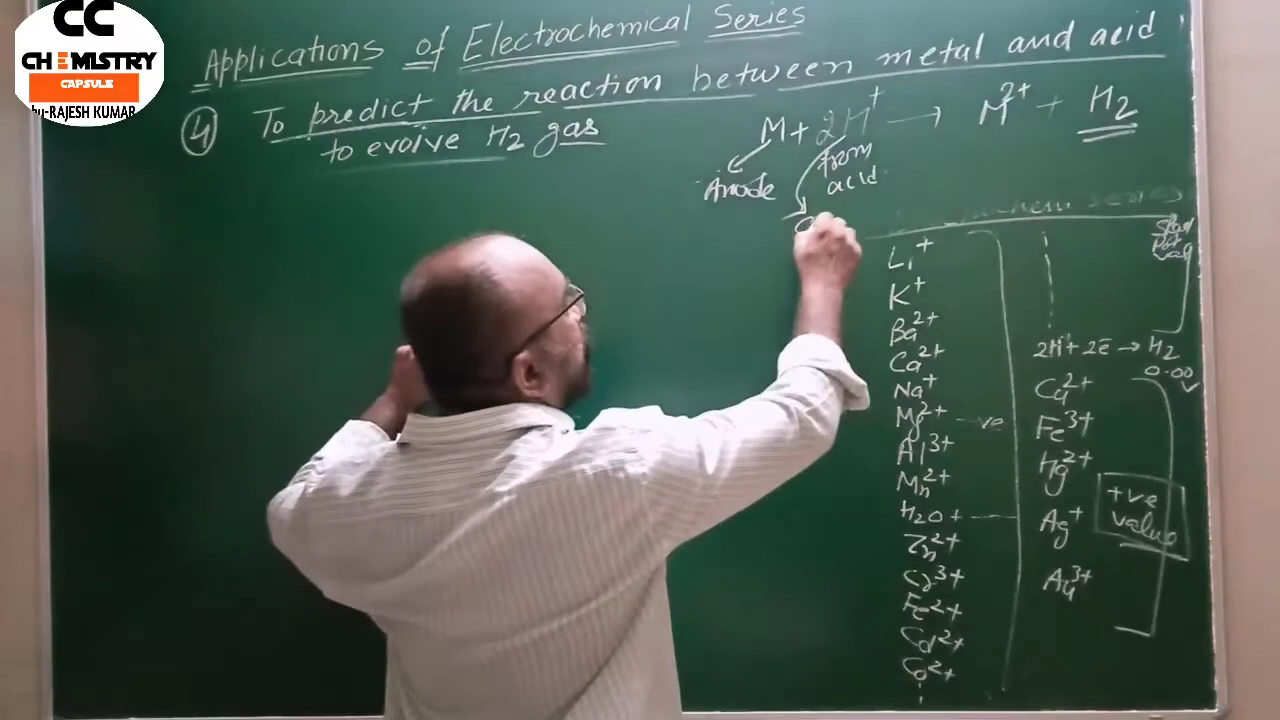 CC
CHEMISTRY
CAPSULE
by-RAJESH KUMAR
Applications of Electrochemical Series
④ To predict the reaction between metal and acid
to evolve H₂ gas
M + 2H⁺ → M²⁺ + H₂
Anode
from
acid
series
Li⁺
K⁺
Ba²⁺
Ca²⁺
Na⁺
Mg²⁺ -ve
Al³⁺
Mn²⁺
H₂O +
Zn²⁺
Cr³⁺
Fe²⁺
Cd²⁺
Co²⁺
2H⁺ + 2e⁻ → H₂
0.00
Fe³⁺
Hg²⁺
Ag⁺
Au³⁺
+ve
value